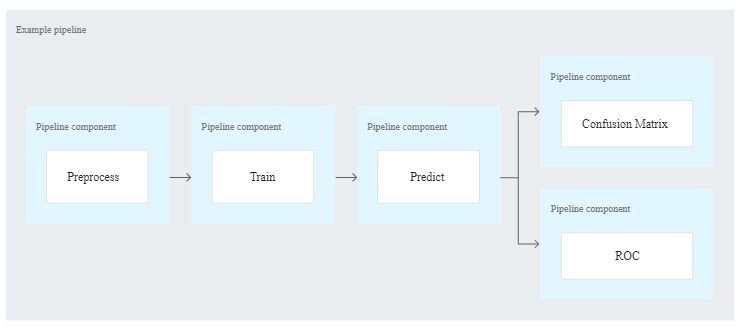 Example pipeline
Pipeline component
Preprocess
Pipeline component
Train
Pipeline component
Predict
Pipeline component
Confusion Matrix
Pipeline component
ROC